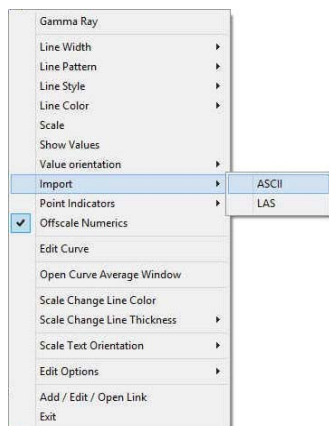 Gamma Ray
Line Width
Line Pattern
Line Style
Line Color
Scale
Show Values
Value orientation
Import
ASCII
Point Indicators
LAS
Offscale Numerics
Edit Curve
Open Curve Average Window
Scale Change Line Color
Scale Change Line Thickness
Scale Text Orientation
Edit Options
Add / Edit / Open Link
Exit